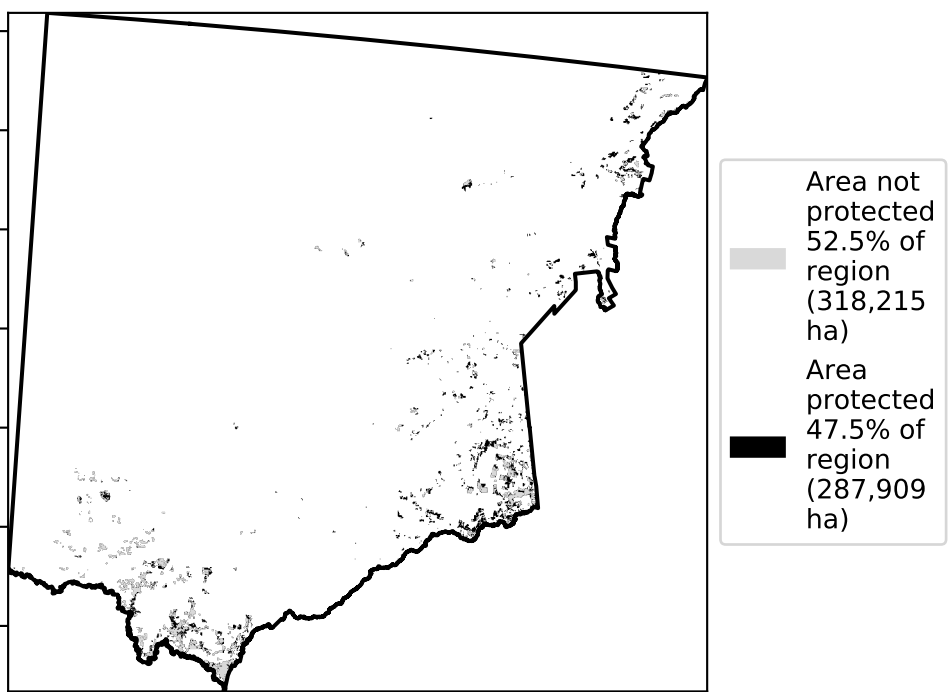 Area not
protected
52.5% of
region
(318,215
ha)
Area
protected
47.5% of
region
(287,909
ha)